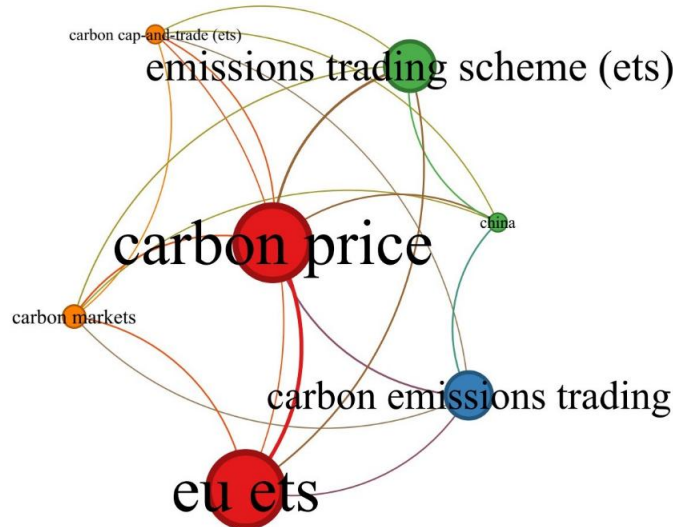 carbon cap-and-trade (ets)
emissions trading scheme (ets)
china
carbon price
carbon markets
carbon emissions trading
eu ets